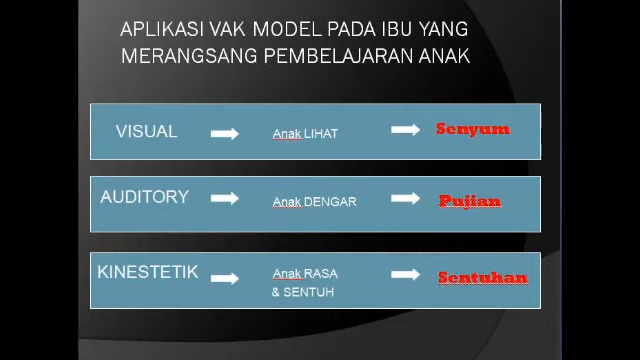 APLIKASI VAK MODEL PADA IBU YANG
MERANGSANG PEMBELAJARAN ANAK
VISUAL Anak LIHAT Senyum
AUDITORY Anak DENGAR Pujian
KINESTETIK Anak RASA Sentuhan
& SENTUH